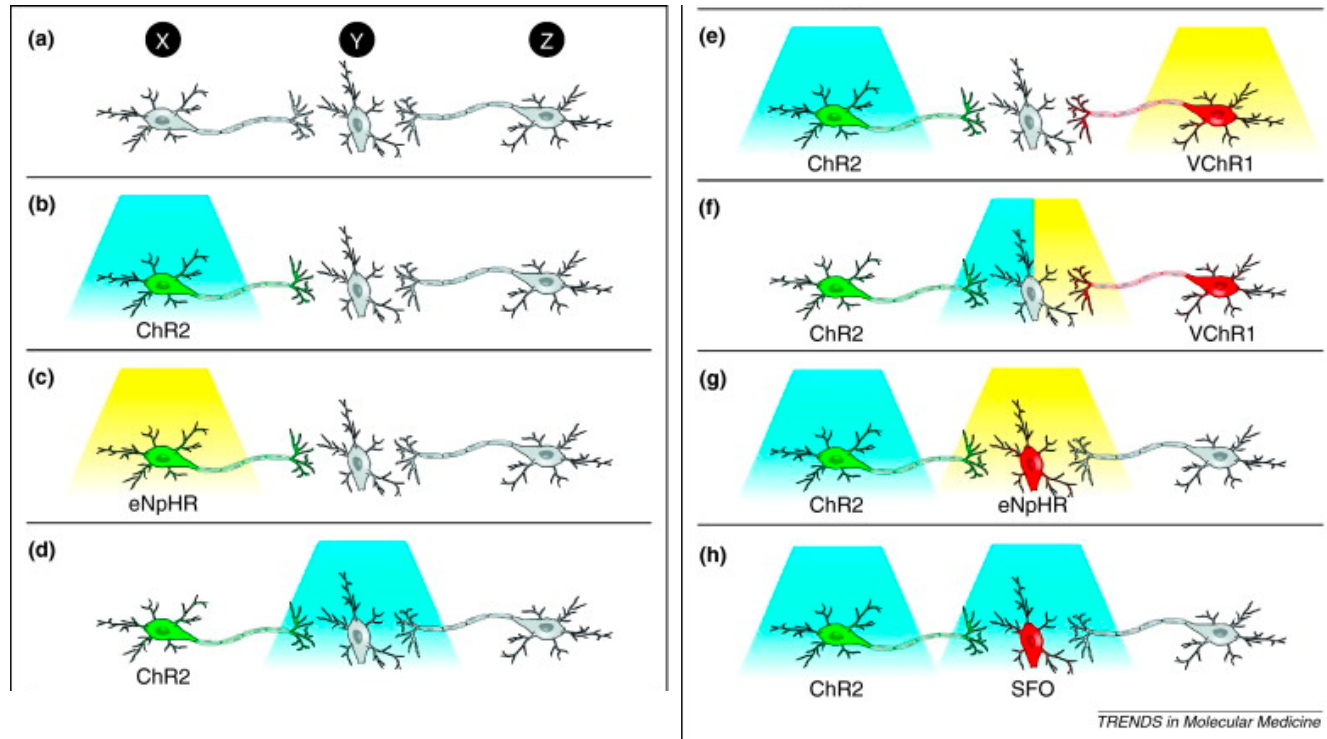 (a) X Y Z
(b)
ChR2
(c)
eNpHR
(d)
ChR2
(e)
ChR2 VChR1
(f)
ChR2 VChR1
(g)
ChR2 eNpHR
(h)
ChR2 SFO
TRENDS in Molecular Medicine